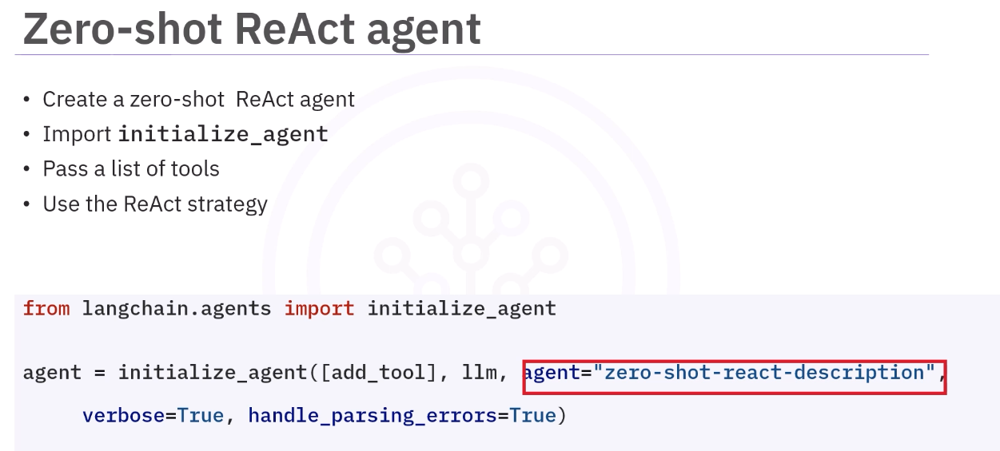 Zero-shot ReAct agent
• Create a zero-shot  ReAct agent
• Import initialize_agent
• Pass a list of tools
• Use the ReAct strategy
from langchain.agents import initialize_agent
agent = initialize_agent([add_tool], llm, agent="zero-shot-react-description",
verbose=True, handle_parsing_errors=True)